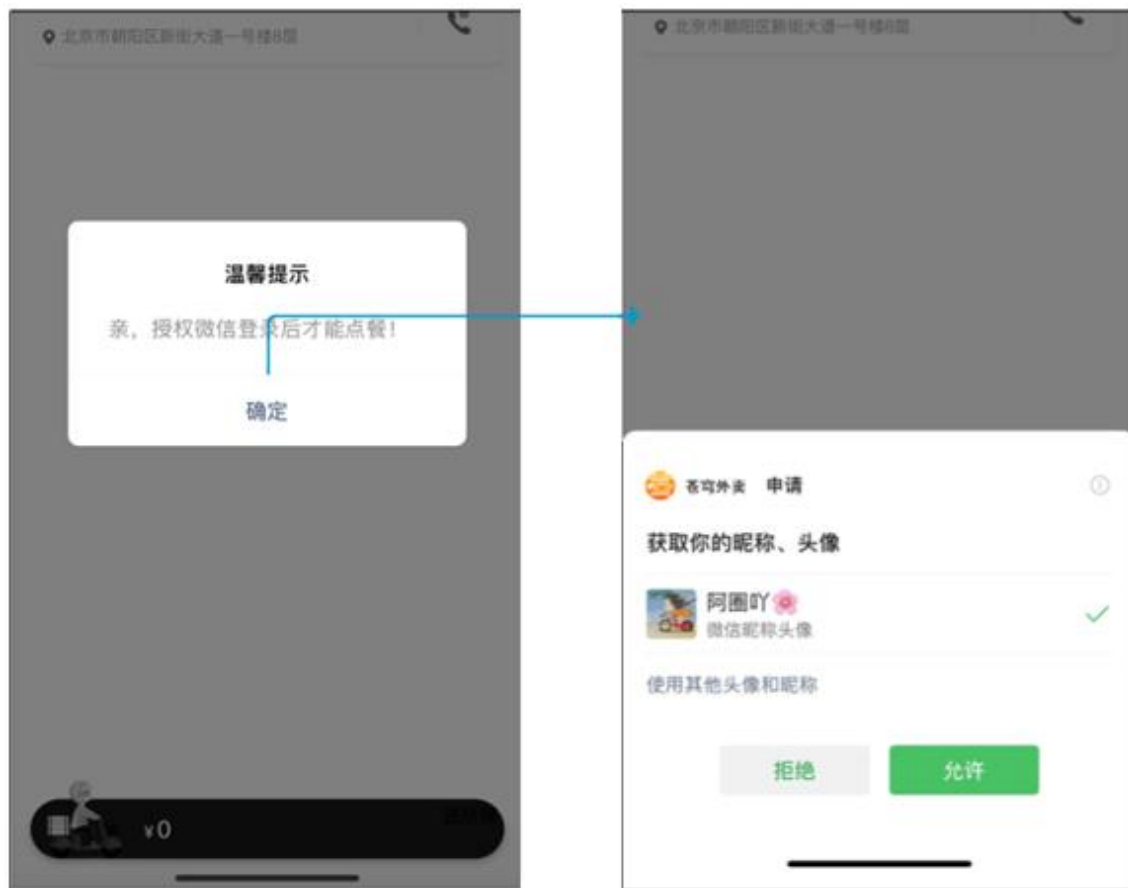 北京市朝阳区新街大道一号楼8层
温馨提示
亲，授权微信登录后才能点餐！
确定
¥0
北京市朝阳区新街大道一号楼8层
苍穹外卖 申请
获取你的昵称、头像
阿圈吖🌸
微信昵称头像
使用其他头像和昵称
拒绝
允许